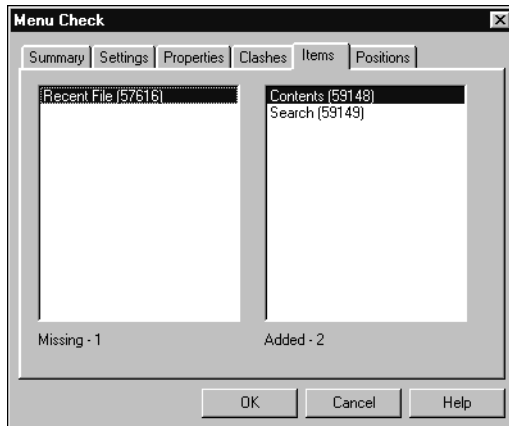 Menu Check
Summary Settings Properties Clashes Items Positions
Recent File (57616)
Contents (59148)
Search (59149)
Missing - 1
Added - 2
OK Cancel Help